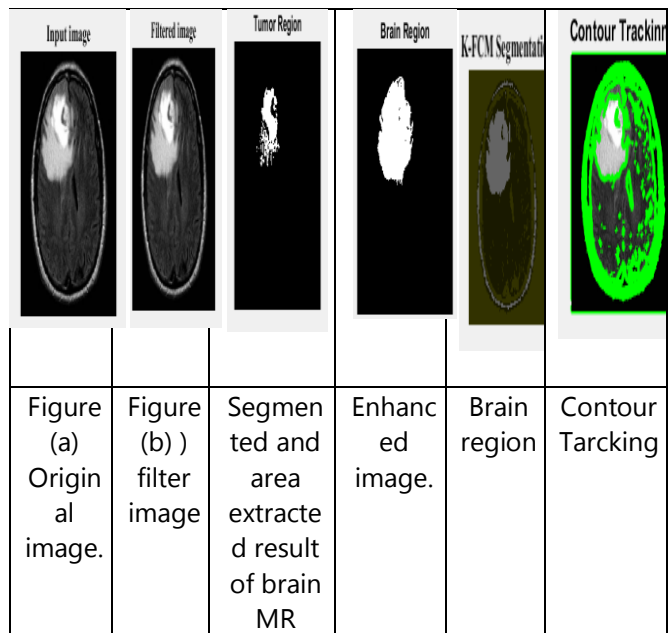 Input image
Filtered image
Tumor Region
Brain Region
K-FCM Segmentati
Contour Trackinn
Figure
(a)
Origin
al
image.
Figure
(b) )
filter
image
Segmen
ted and
area
extracte
d result
of brain
MR
Enhanc
ed
image.
Brain
region
Contour
Tarcking